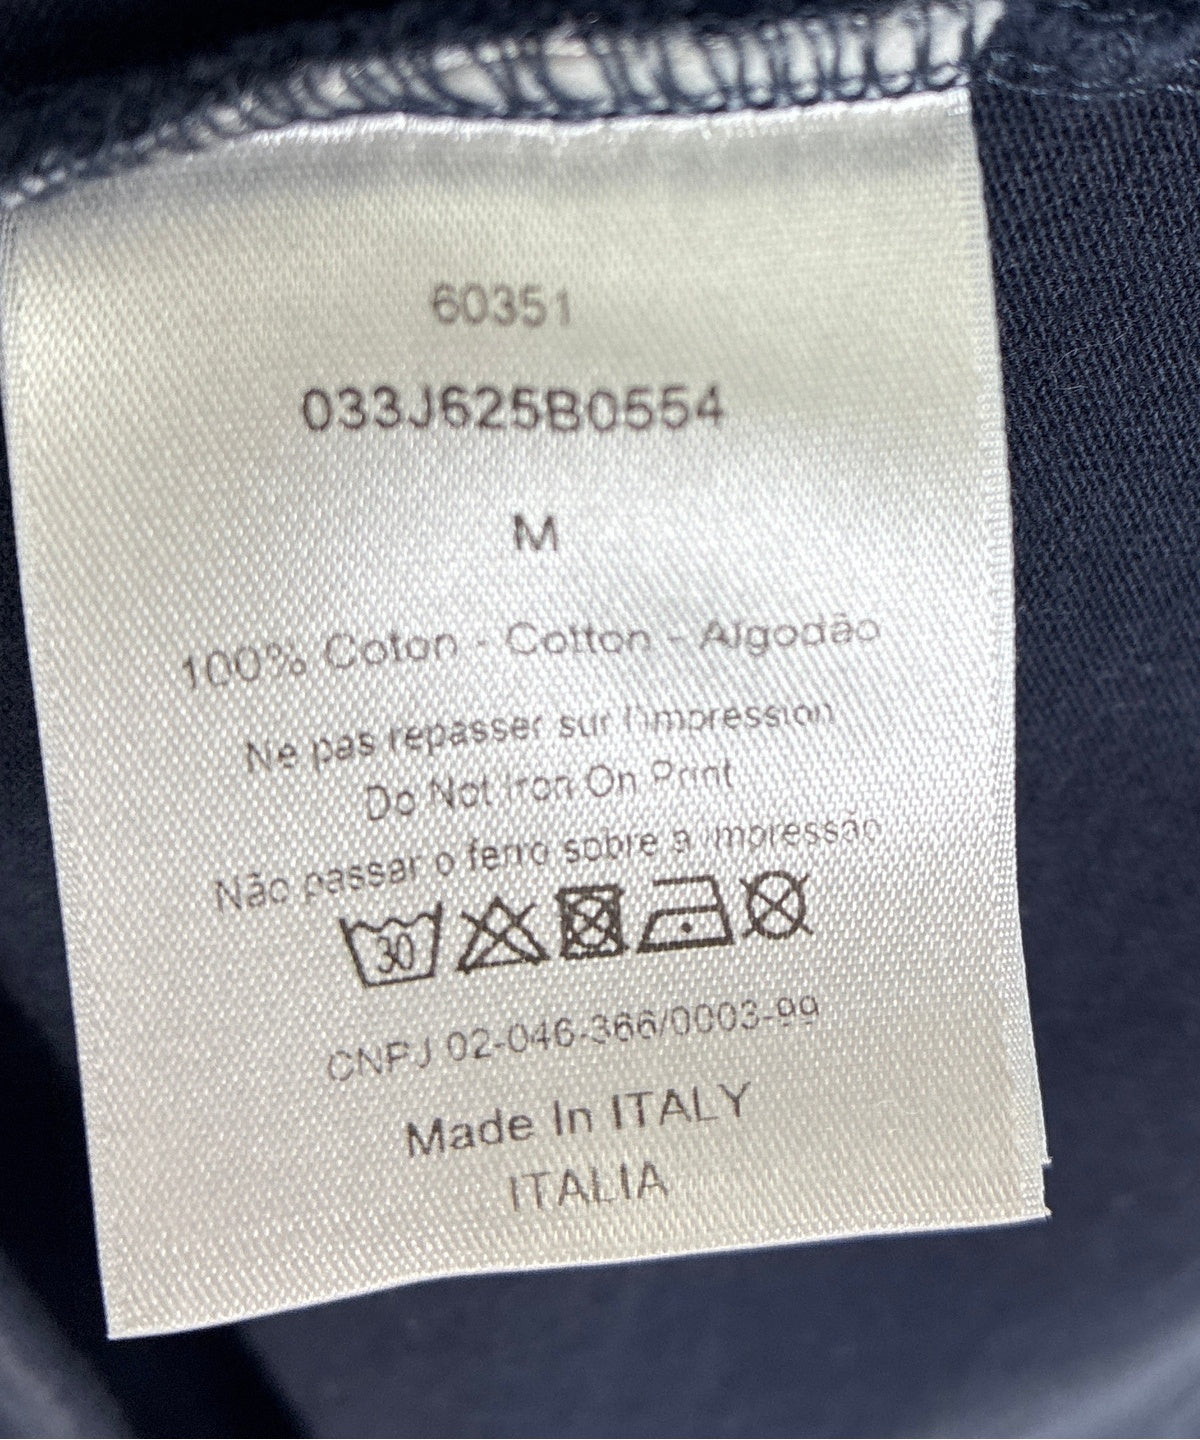 60351
033J625B0554
M
100% Coton - Cotton - Algodão
Ne pas repasser sur l'impression
Do Not Iron On Print
Não passar o ferro sobre a impressão
30
CNPJ 02-046-366/0003-99
Made In ITALY
ITALIA